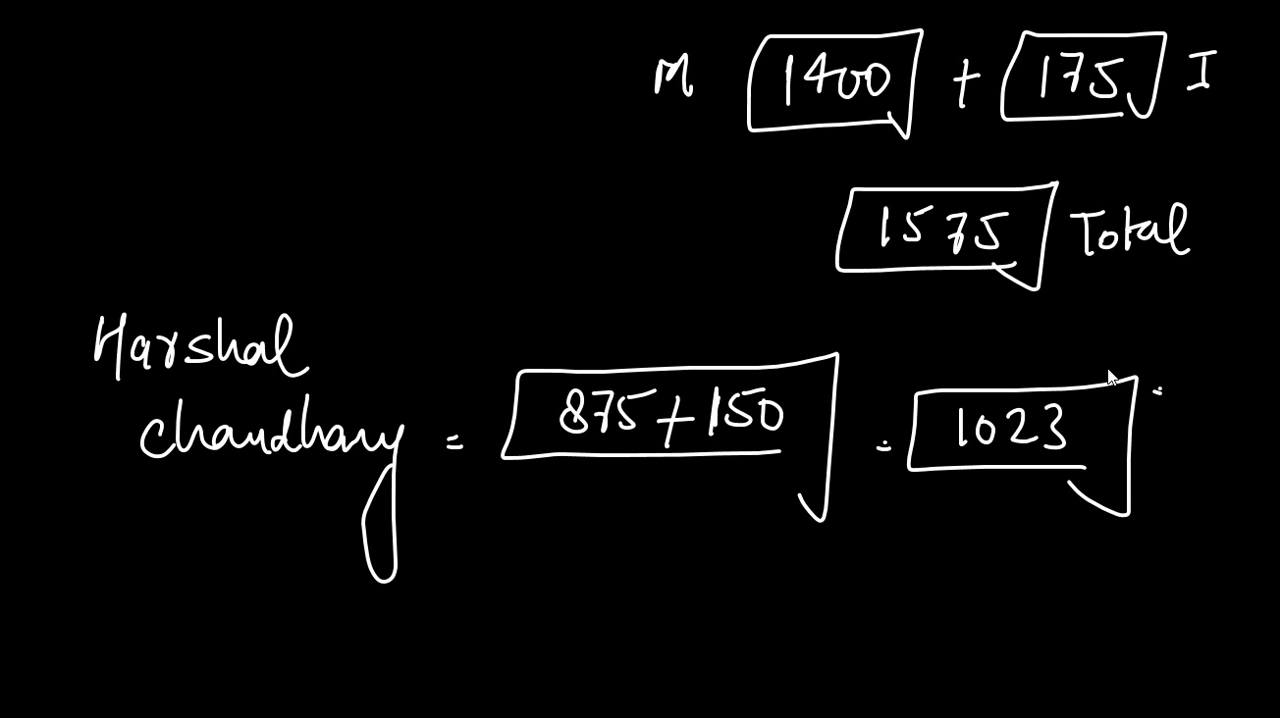 M 1400 + 175 I
1575 Total
Harshal
chaudhary = 875+150 = 1023